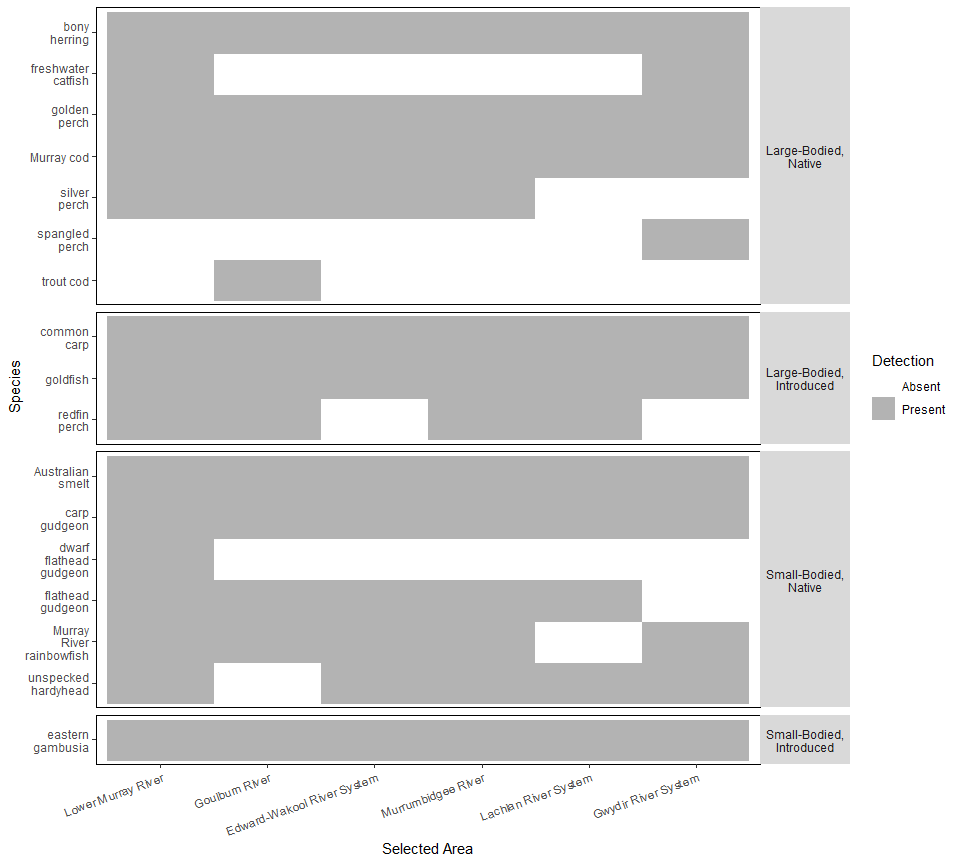 bony
herring
freshwater
catfish
golden
perch
Murray cod
silver
perch
spangled
perch
trout cod
Large-Bodied,
Native
common
carp
goldfish
redfin
perch
Large-Bodied,
Introduced
Australian
smelt
carp
gudgeon
dwarf
flathead
gudgeon
flathead
gudgeon
Murray
River
rainbowfish
unspecked
hardyhead
Small-Bodied,
Native
eastern
gambusia
Small-Bodied,
Introduced
Species
Lower Murray River
Goulburn River
Edward-Wakool River System
Murrumbidgee River
Lachlan River System
Gwydir River System
Selected Area
Detection
Absent
Present